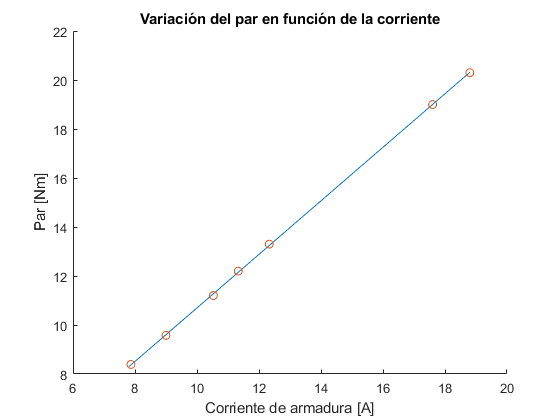 Variación del par en función de la corriente
22
20
18
16
14
12
10
8
Par [Nm]
6 8 10 12 14 16 18 20
Corriente de armadura [A]